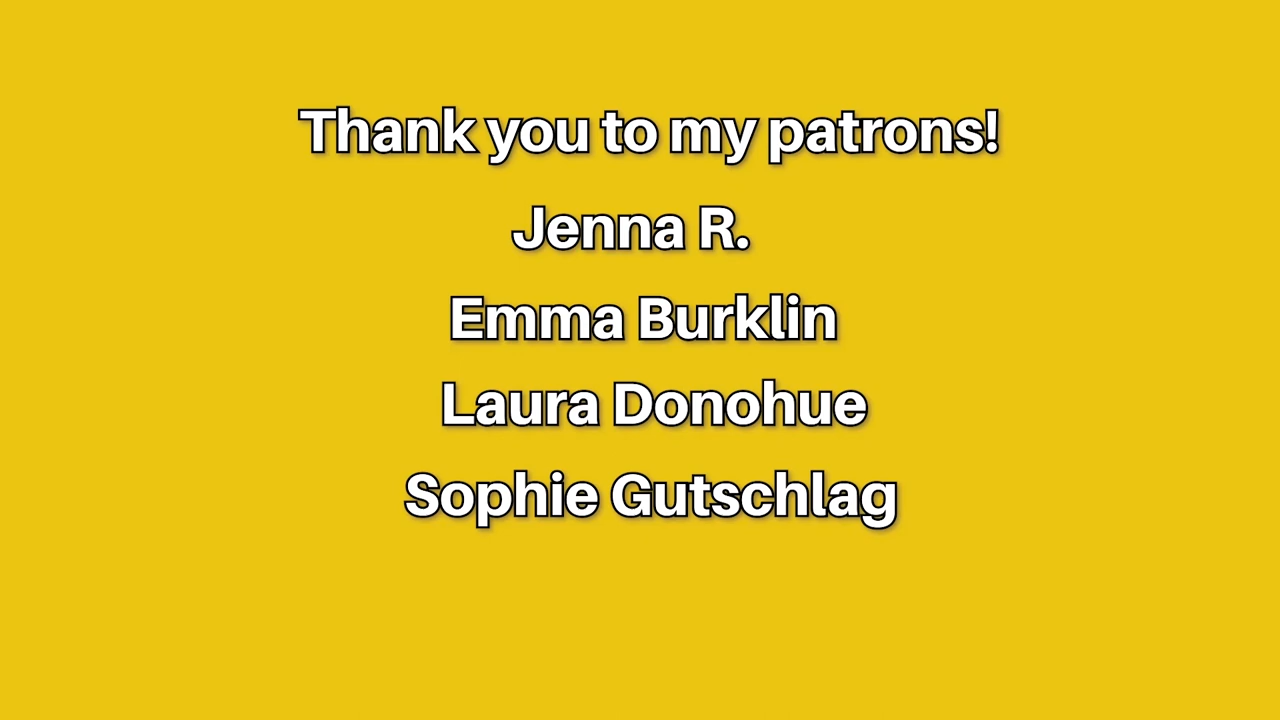 Thank you to my patrons!
Jenna R.
Emma Burklin
Laura Donohue
Sophie Gutschlag